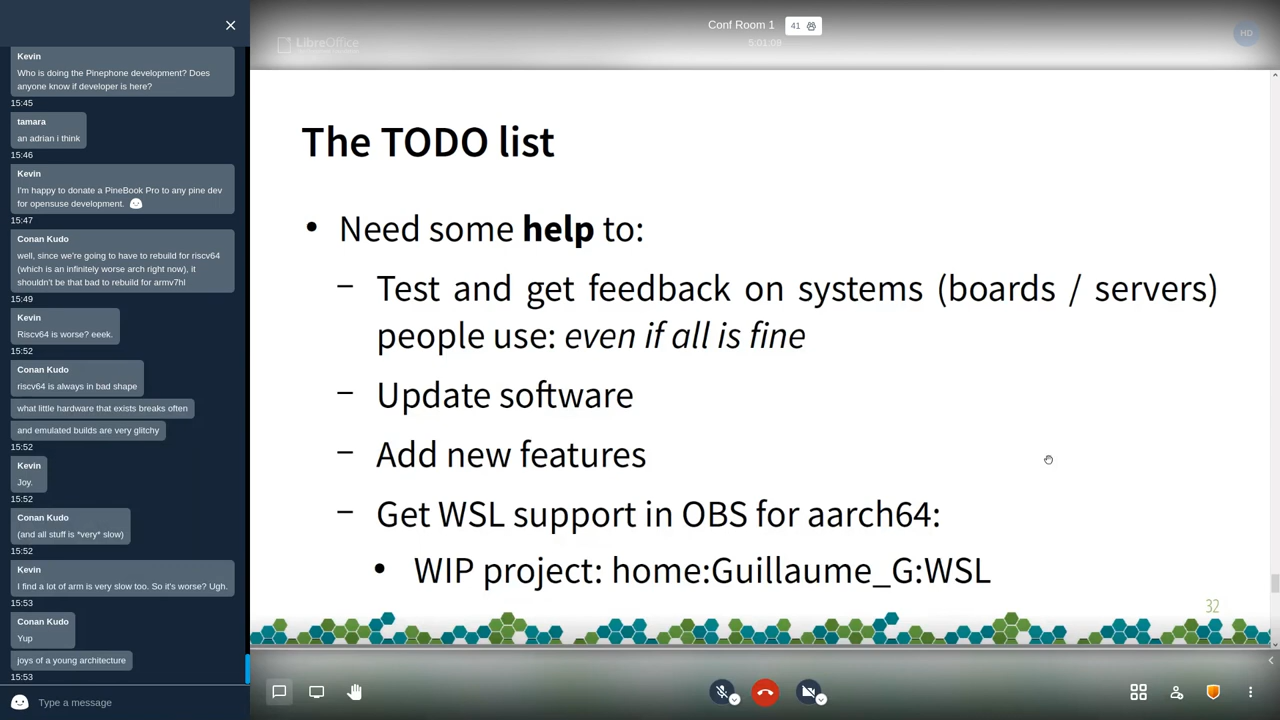 Kevin
Who is doing the Pinephone development? Does
anyone know if developer is here?
15:45
tamara
an adrian i think
15:46
Kevin
I'm happy to donate a PineBook Pro to any pine dev
for opensuse development.
15:47
Conan Kudo
well, since we're going to have to rebuild for riscv64
(which is an infinitely worse arch right now), it
shouldn't be that bad to rebuild for armv7hl
15:49
Kevin
Riscv64 is worse? eeek.
15:52
Conan Kudo
riscv64 is always in bad shape
what little hardware that exists breaks often
and emulated builds are very glitchy
15:52
Kevin
Joy.
15:52
Conan Kudo
(and all stuff is *very* slow)
15:52
Kevin
I find a lot of arm is very slow too. So it's worse? Ugh.
15:53
Conan Kudo
Yup
joys of a young architecture
15:53
Type a message
Conf Room 1
41
5:01:09
HD
LibreOffice
The TODO list
• Need some help to:
– Test and get feedback on systems (boards / servers)
people use: even if all is fine
– Update software
– Add new features
– Get WSL support in OBS for aarch64:
• WIP project: home:Guillaume_G:WSL
32